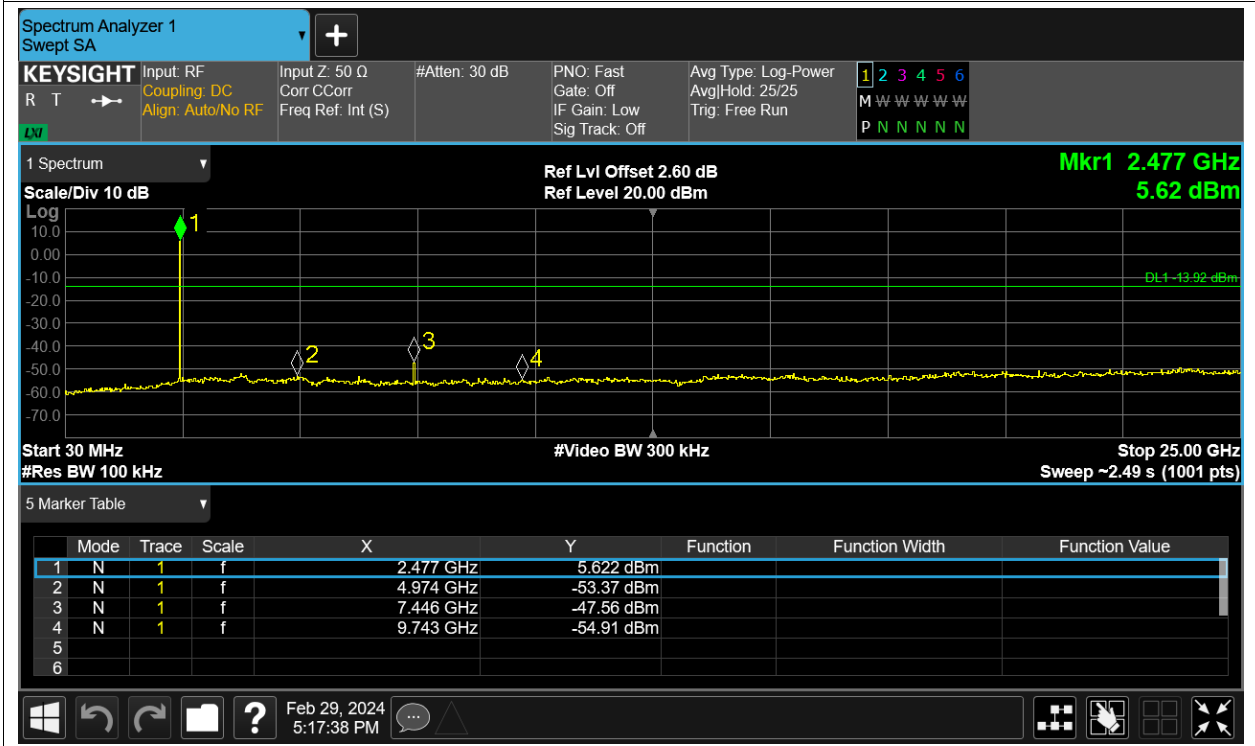 Spectrum Analyzer 1
Swept SA
+
KEYSIGHT
R T
LXI
Input: RF
Coupling: DC
Align: Auto/No RF
Input Z: 50 Ω
Corr CCorr
Freq Ref: Int (S)
#Atten: 30 dB
PNO: Fast
Gate: Off
IF Gain: Low
Sig Track: Off
Avg Type: Log-Power
Avg|Hold: 25/25
Trig: Free Run
1 2 3 4 5 6
M W W W W W
P N N N N N
1 Spectrum
Scale/Div 10 dB
Ref Lvl Offset 2.60 dB
Ref Level 20.00 dBm
Mkr1 2.477 GHz
5.62 dBm
Log
10.0
0.00
-10.0
-20.0
-30.0
-40.0
-50.0
-60.0
-70.0
1
2
3
4
DL1 -13.92 dBm
Start 30 MHz
#Res BW 100 kHz
#Video BW 300 kHz
Stop 25.00 GHz
Sweep ~2.49 s (1001 pts)
5 Marker Table
Mode Trace Scale X Y Function Function Width Function Value
1 N 1 f 2.477 GHz 5.622 dBm
2 N 1 f 4.974 GHz -53.37 dBm
3 N 1 f 7.446 GHz -47.56 dBm
4 N 1 f 9.743 GHz -54.91 dBm
5
6
?
Feb 29, 2024
5:17:38 PM